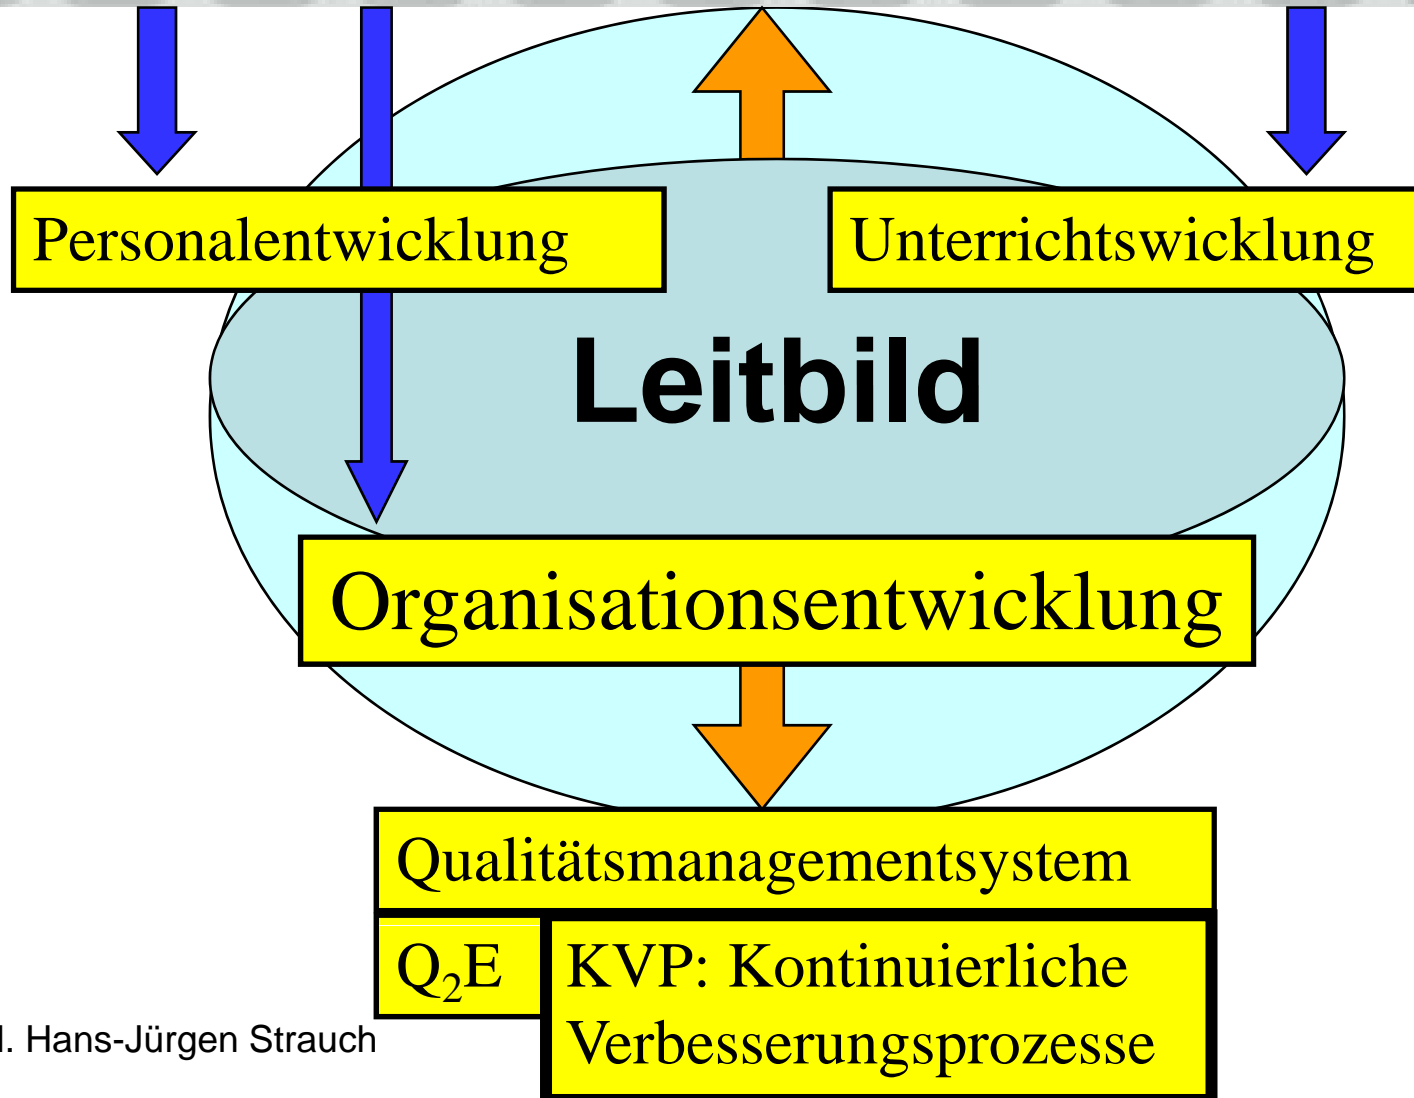 Personalentwicklung
Unterrichtswicklung
Leitbild
Organisationsentwicklung
Qualitätsmanagementsystem
Q₂E
KVP: Kontinuierliche
Verbesserungsprozesse
Hans-Jürgen Strauch